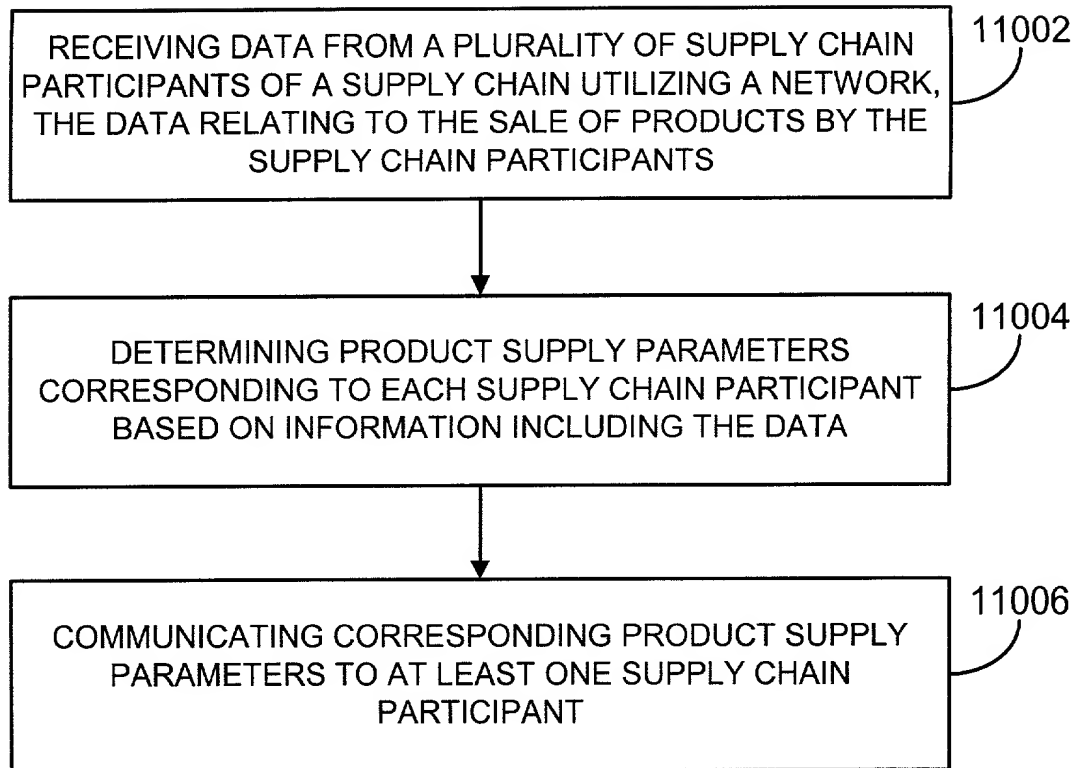 11002
RECEIVING DATA FROM A PLURALITY OF SUPPLY CHAIN
PARTICIPANTS OF A SUPPLY CHAIN UTILIZING A NETWORK,
THE DATA RELATING TO THE SALE OF PRODUCTS BY THE
SUPPLY CHAIN PARTICIPANTS
11004
DETERMINING PRODUCT SUPPLY PARAMETERS
CORRESPONDING TO EACH SUPPLY CHAIN PARTICIPANT
BASED ON INFORMATION INCLUDING THE DATA
11006
COMMUNICATING CORRESPONDING PRODUCT SUPPLY
PARAMETERS TO AT LEAST ONE SUPPLY CHAIN
PARTICIPANT